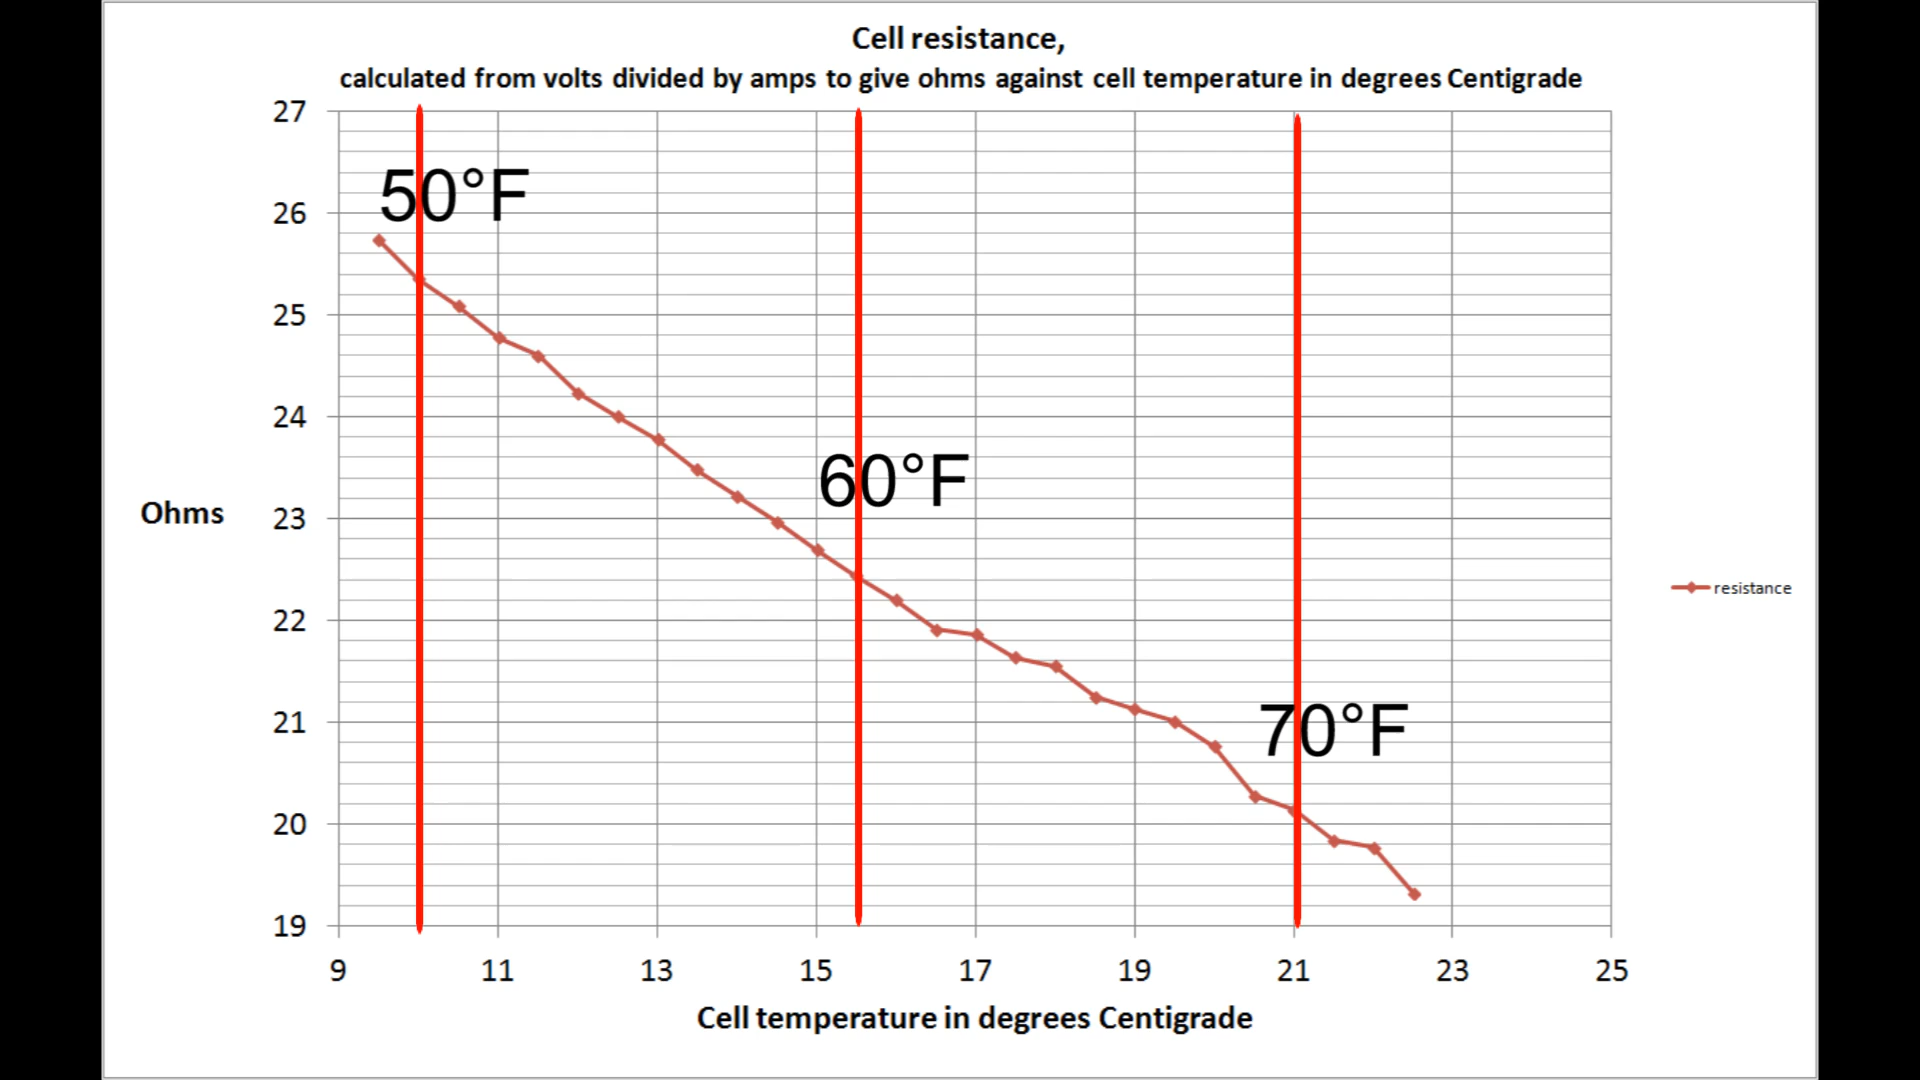 Cell resistance,
calculated from volts divided by amps to give ohms against cell temperature in degrees Centigrade
27
50°F
26
25
24
60°F
Ohms
23
resistance
22
21
70°F
20
19
9 11 13 15 17 19 21 23 25
Cell temperature in degrees Centigrade